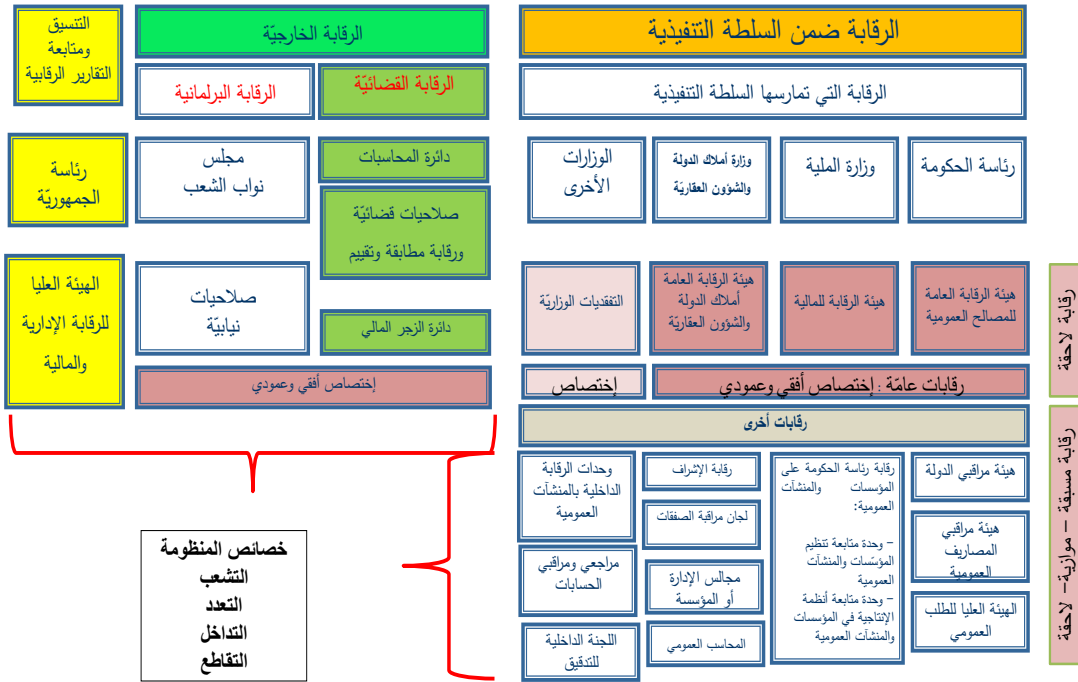 الرقابة ضمن السلطة التنفيذية
الرقابة الخارجيّة
التنسيق
ومتابعة
التقارير الرقابية
الرقابة التي تمارسها السلطة التنفيذية
الرقابة القضائيّة
الرقابة البرلمانية
رئاسة الحكومة
وزارة الملية
وزارة أملاك الدولة
والشؤون العقاريّة
الوزارات
الأخرى
دائرة المحاسبات
صلاحيات قضائيّة
ورقابة مطابقة وتقييم
مجلس
نواب الشعب
رئاسة
الجمهوريّة
رقابة لاحقة
هيئة الرقابة العامة
للمصالح العمومية
هيئة الرقابة للمالية
هيئة الرقابة العامة
أملاك الدولة
والشؤون العقاريّة
التفقديات الوزاريّة
دائرة الزجر المالي
صلاحيات
نيابيّة
الهيئة العليا
للرقابة الإدارية
والمالية
رقابات عامّة : إختصاص أفقي وعمودي
إختصاص
إختصاص أفقي وعمودي
رقابات أخرى
رقابة مسبقة – موازية– لاحقة
هيئة مراقبي الدولة
هيئة مراقبي
المصاريف
العمومية
الهيئة العليا للطلب
العمومي
رقابة رئاسة الحكومة على
المؤسسات والمنشآت
العمومية:
– وحدة متابعة تنظيم
المؤسّسات والمنشآت
العمومية
– وحدة متابعة أنظمة
الإنتاجية في المؤسسات
والمنشآت العمومية
رقابة الإشراف
لجان مراقبة الصفقات
مجالس الإدارة
أو المؤسسة
المحاسب العمومي
وحدات الرقابة
الداخلية بالمنشآت
العمومية
مراجعي ومراقبي
الحسابات
اللجنة الداخلية
للتدقيق
خصائص المنظومة
التشعب
التعدد
التداخل
التقاطع